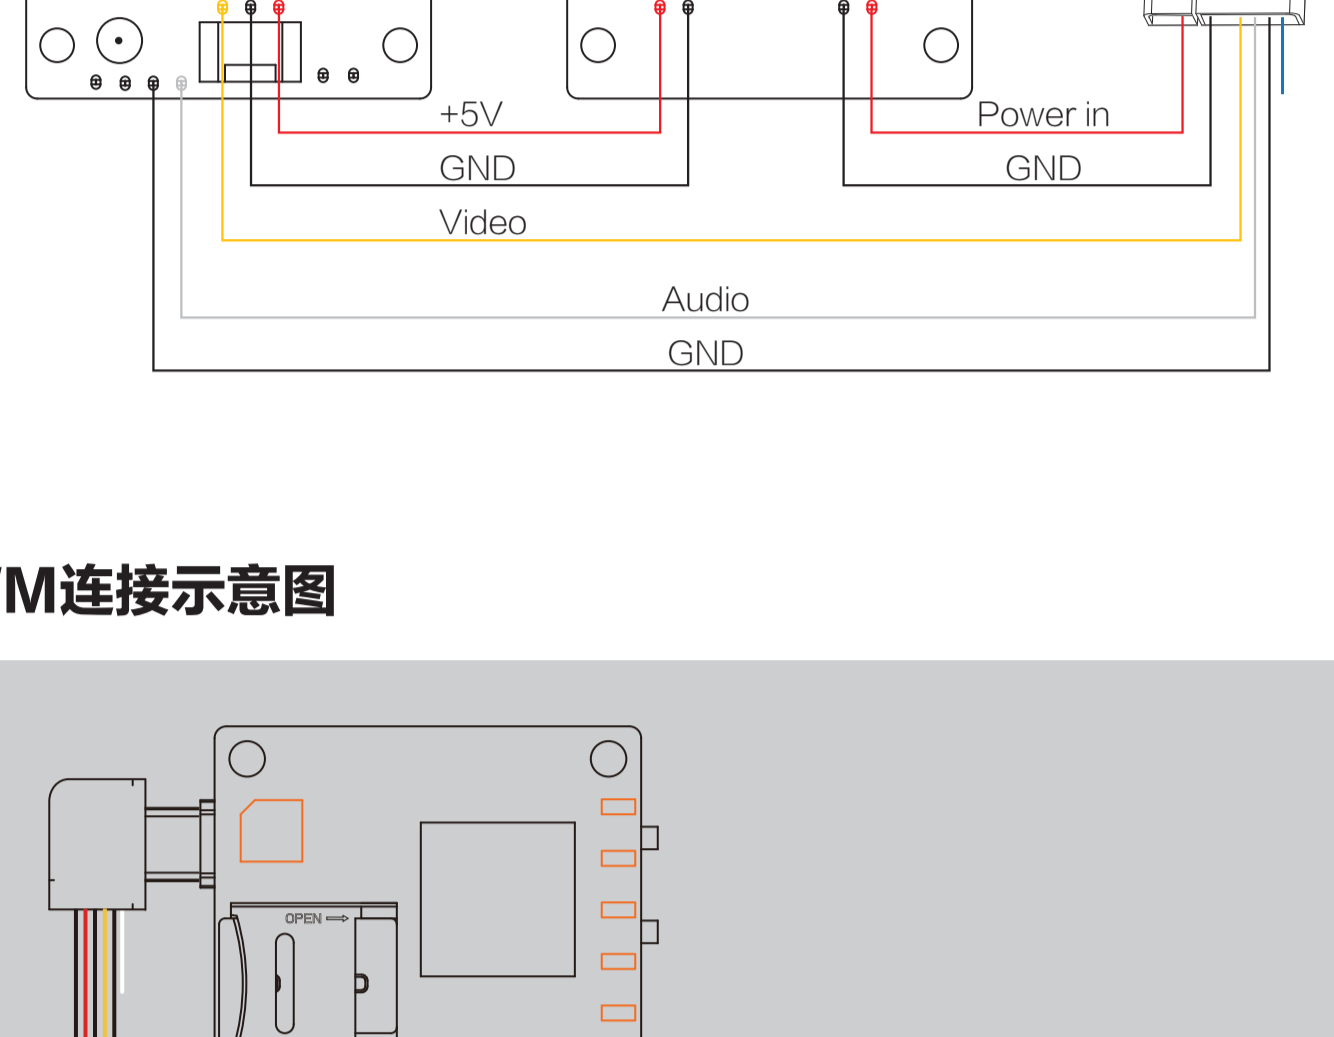 +5V
Power in
GND
GND
Video
Audio
GND
M连接示意图
OPEN